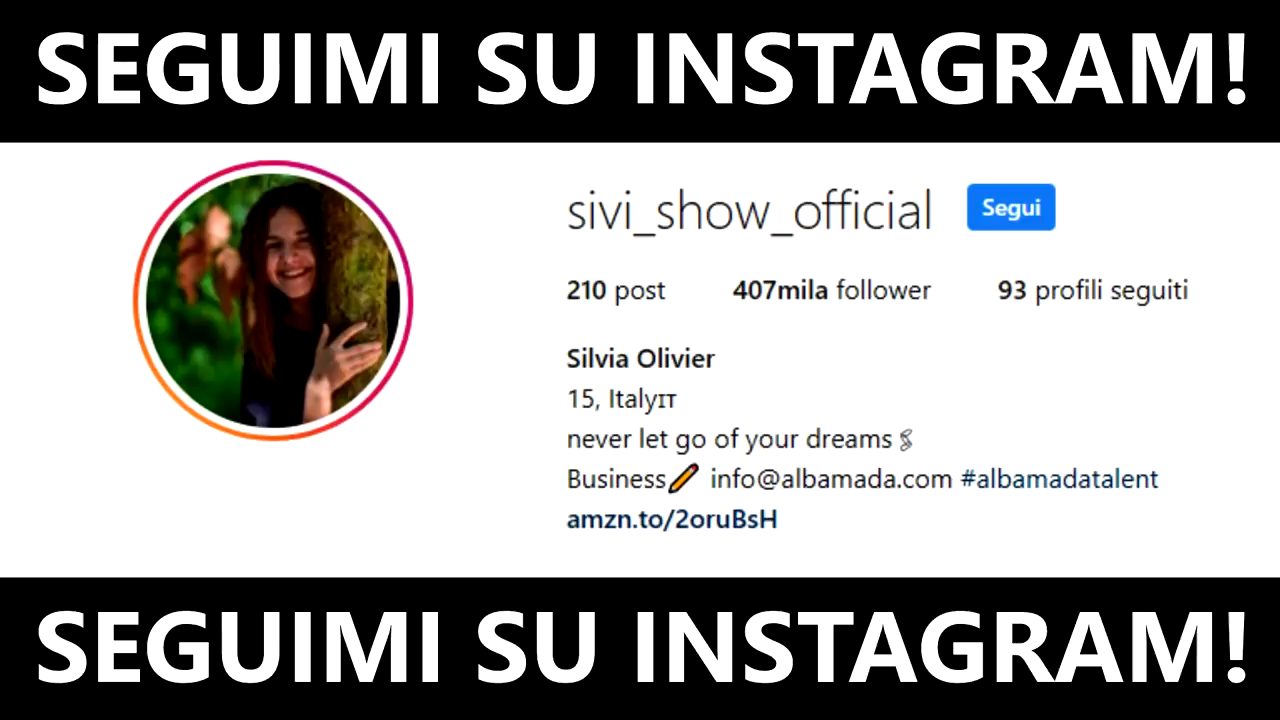 SEGUIMI SU INSTAGRAM!
sivi_show_official Segui
210 post 407mila follower 93 profili seguiti
Silvia Olivier
15, Italyɪᴛ
never let go of your dreams🖇
Business✏️ info@albamada.com #albamadatalent
amzn.to/2oruBsH
SEGUIMI SU INSTAGRAM!